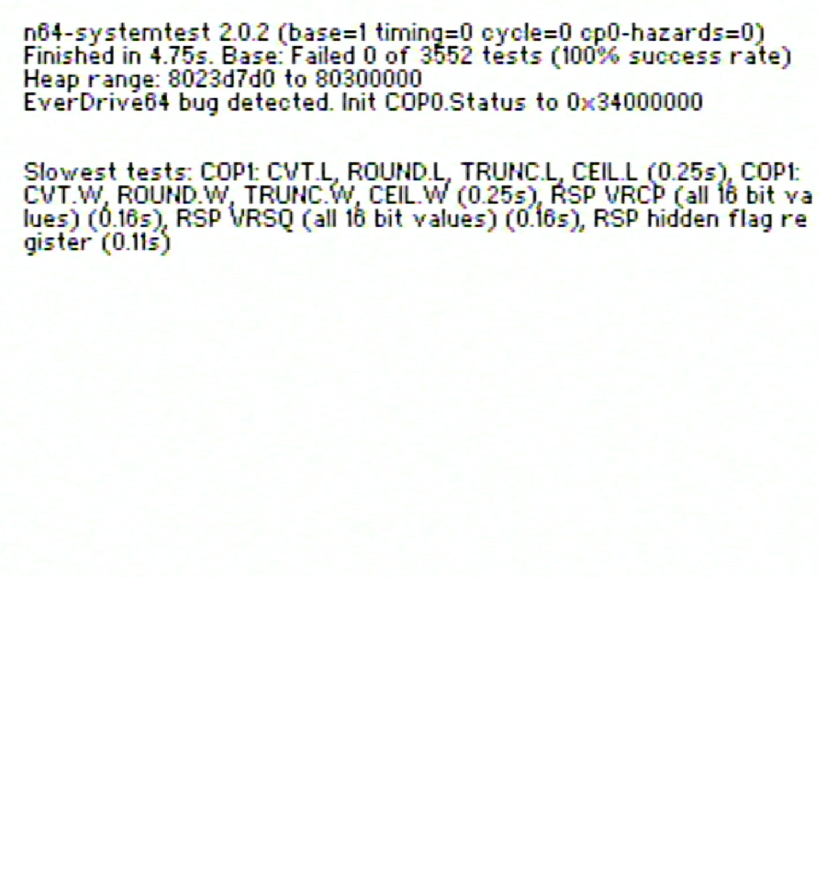 n64-systemtest 2.0.2 (base=1 timing=0 cycle=0 cp0-hazards=0)
Finished in 4.75s. Base: Failed 0 of 3552 tests (100% success rate)
Heap range: 8023d7d0 to 80300000
EverDrive64 bug detected. Init COP0.Status to 0x34000000
Slowest tests: COP1: CVT.L, ROUND.L, TRUNC.L, CEIL.L (0.25s), COP1:
CVT.W, ROUND.W, TRUNC.W, CEIL.W (0.25s), RSP VRCP (all 16 bit va
lues) (0.16s), RSP VRSQ (all 16 bit values) (0.16s), RSP hidden flag re
gister (0.11s)